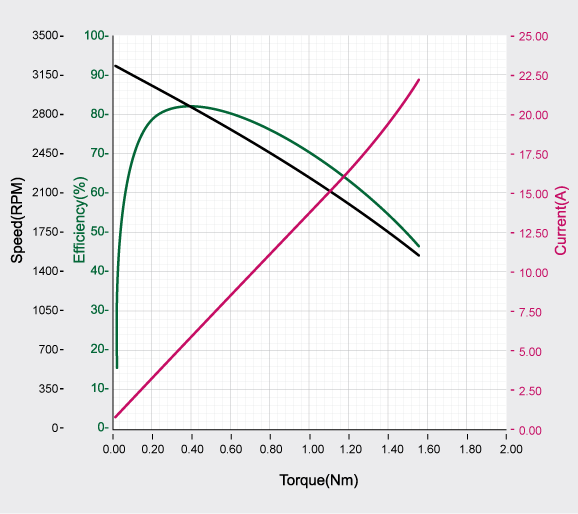 3500- 100- - 25.00
3150- 90- - 22.50
2800- 80- - 20.00
2450- 70- - 17.50
2100- 60- - 15.00
1750- 50- - 12.50
1400- 40- - 10.00
1050- 30- - 7.50
700- 20- - 5.00
350- 10- - 2.50
0- 0- - 0.00
Speed(RPM)
Efficiency(%)
Current(A)
0.00 0.20 0.40 0.60 0.80 1.00 1.20 1.40 1.60 1.80 2.00
Torque(Nm)